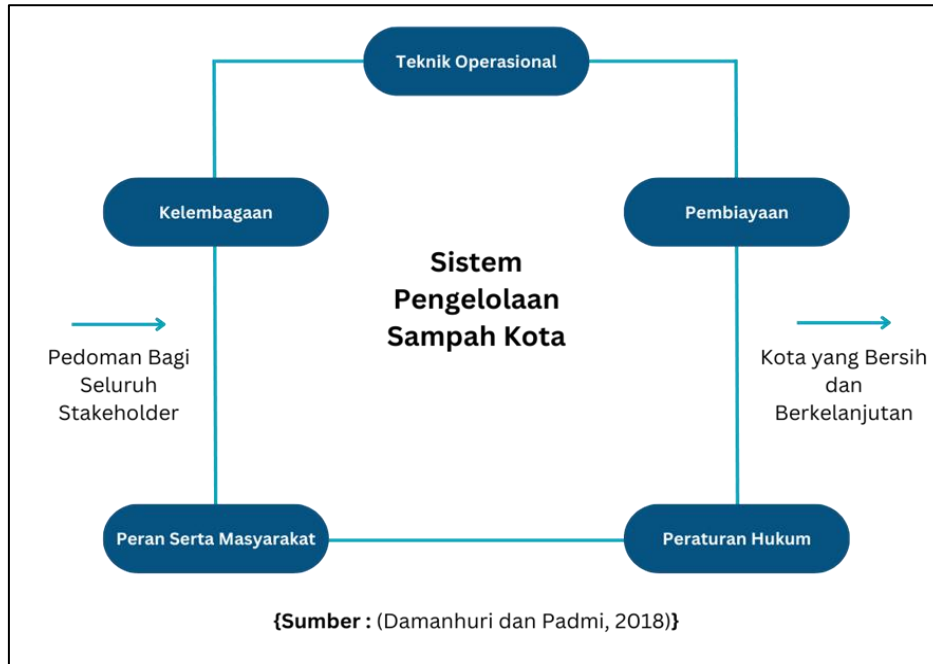 Teknik Operasional
Kelembagaan
Pembiayaan
Sistem
Pengelolaan
Sampah Kota
Pedoman Bagi
Seluruh
Stakeholder
Kota yang Bersih
dan
Berkelanjutan
Peran Serta Masyarakat
Peraturan Hukum
{Sumber : (Damanhuri dan Padmi, 2018)}